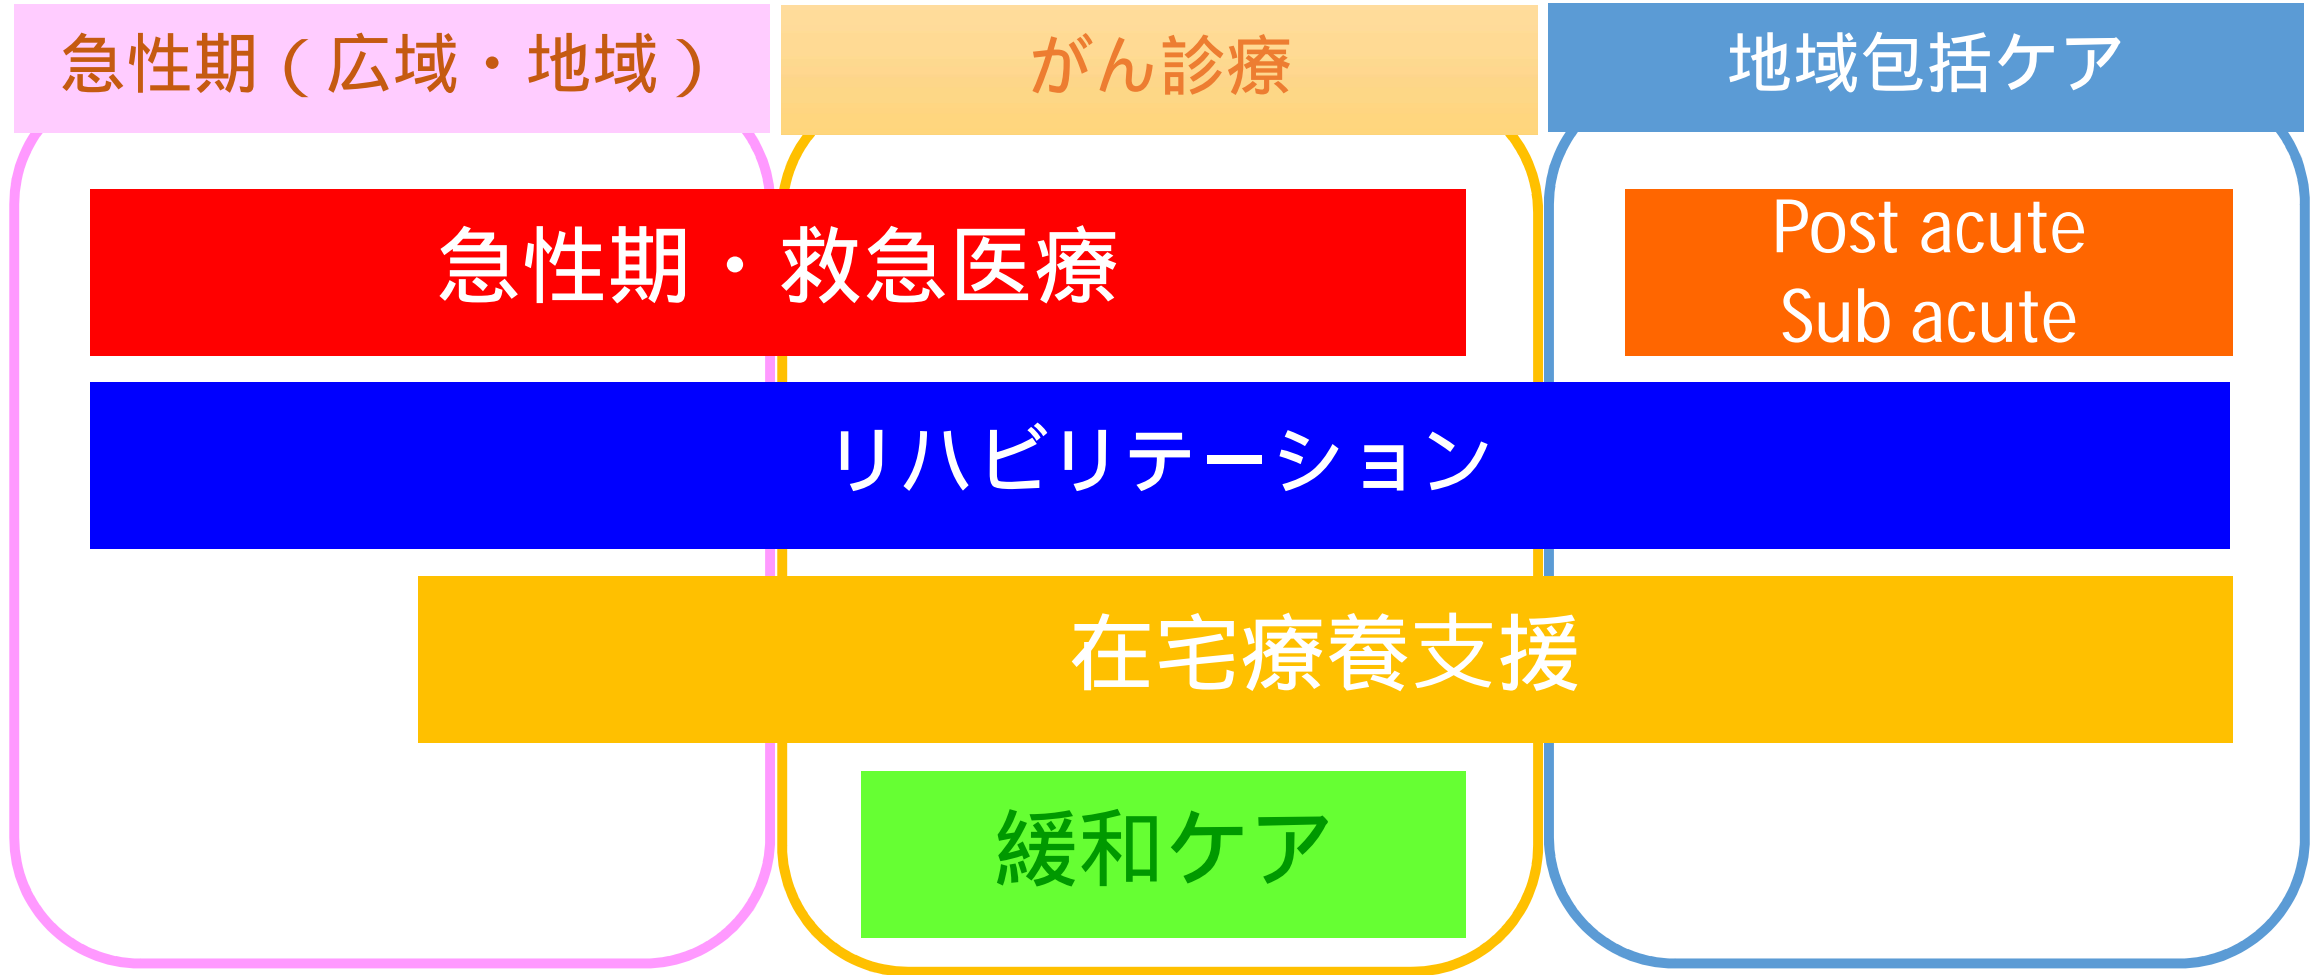 急性期（広域・地域）
がん診療
地域包括ケア
急性期・救急医療
Post acute
Sub acute
リハビリテーション
在宅療養支援
緩和ケア